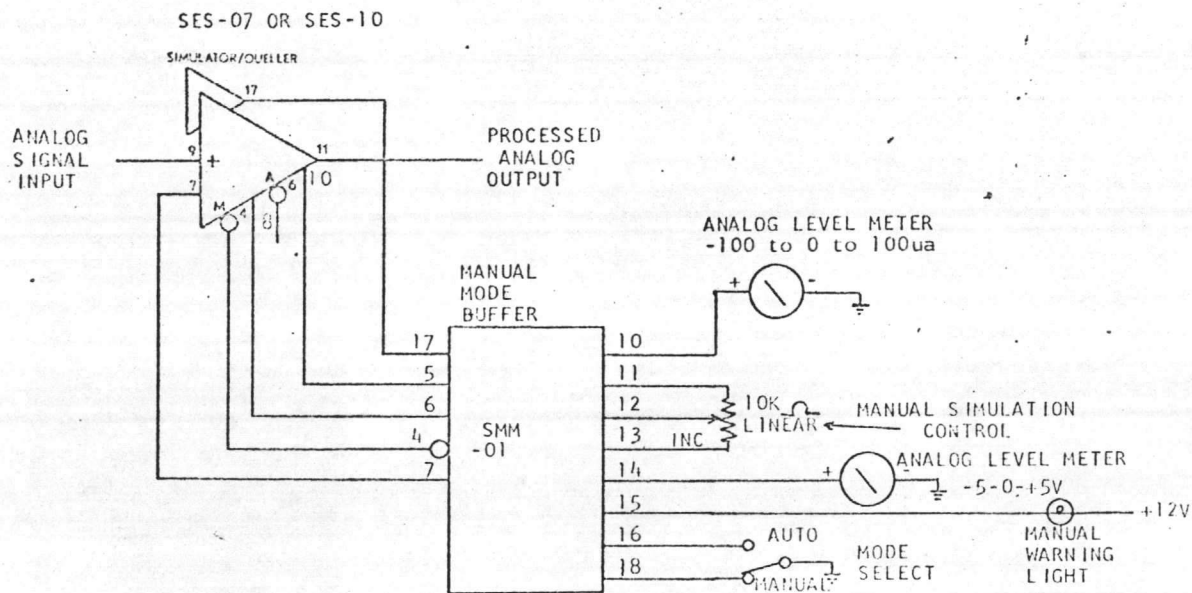 SES-07 OR SES-10
SIMULATOR/QUELLER
17
ANALOG
SIGNAL
INPUT
9
+
7
M
4
A
6
8
11
10
PROCESSED
ANALOG
OUTPUT
ANALOG LEVEL METER
-100 to 0 to 100ua
+
-
MANUAL
MODE
BUFFER
17
5
6
4
7
SMM
-01
10
11
12
13
14
15
16
18
10K
LINEAR
INC
MANUAL SIMULATION
CONTROL
ANALOG LEVEL METER
+
-
-5-0-+5V
+12V
MANUAL
WARNING
LIGHT
AUTO
MANUAL
MODE
SELECT